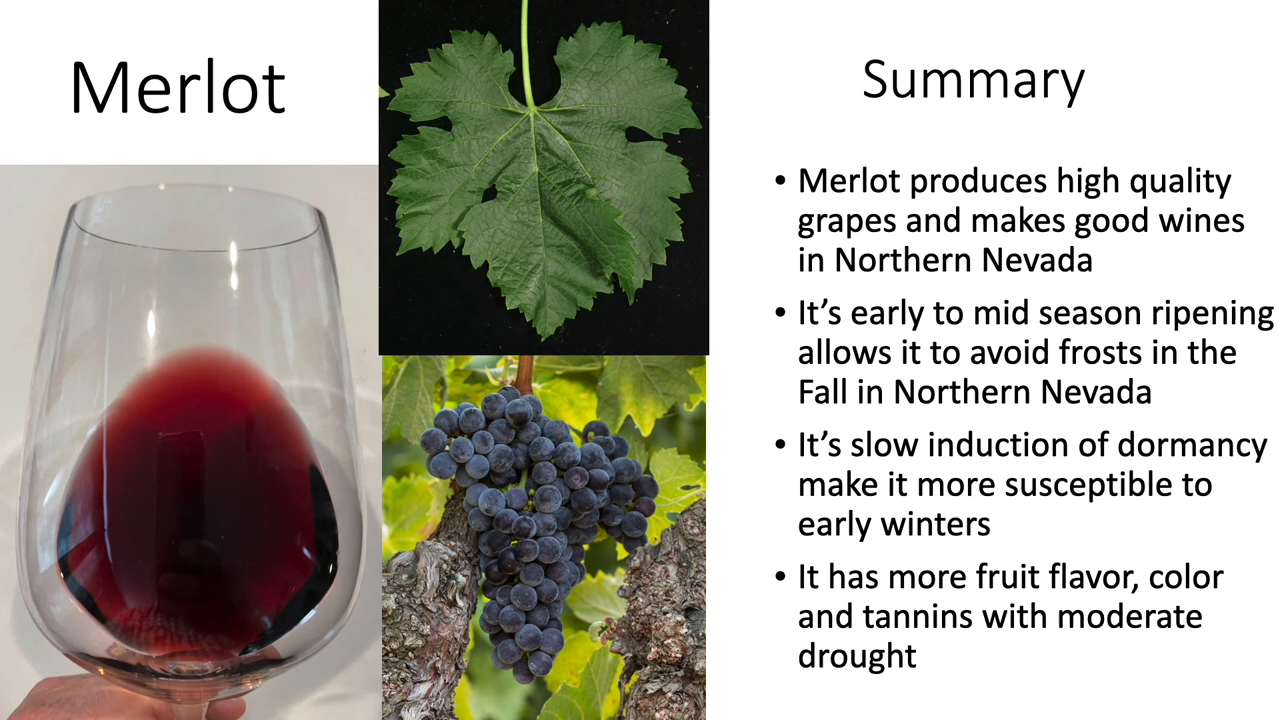 Merlot
Summary
• Merlot produces high quality
grapes and makes good wines
in Northern Nevada
• It’s early to mid season ripening
allows it to avoid frosts in the
Fall in Northern Nevada
• It’s slow induction of dormancy
make it more susceptible to
early winters
• It has more fruit flavor, color
and tannins with moderate
drought